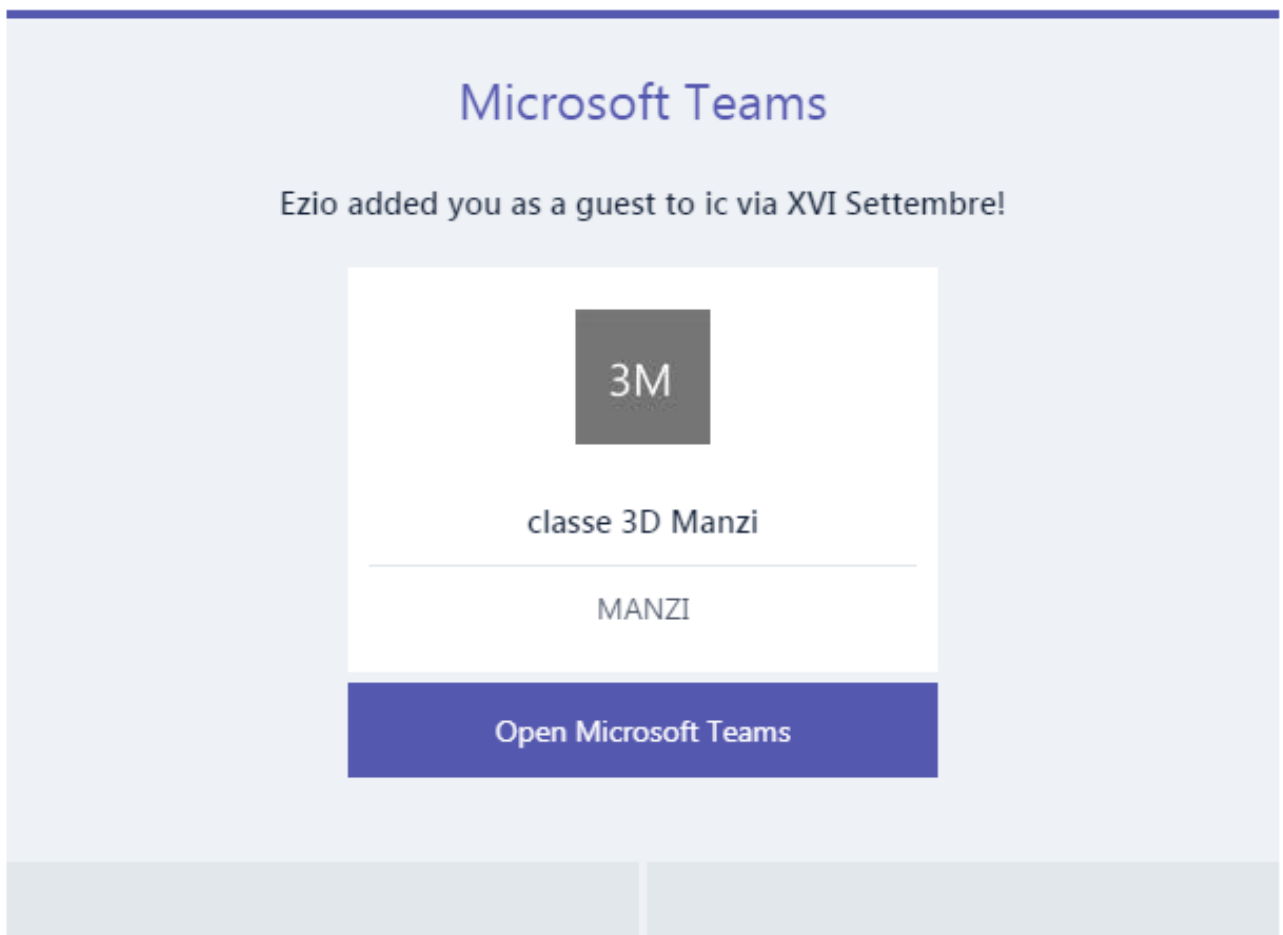 Microsoft Teams
Ezio added you as a guest to ic via XVI Settembre!
3M
classe 3D Manzi
MANZI
Open Microsoft Teams